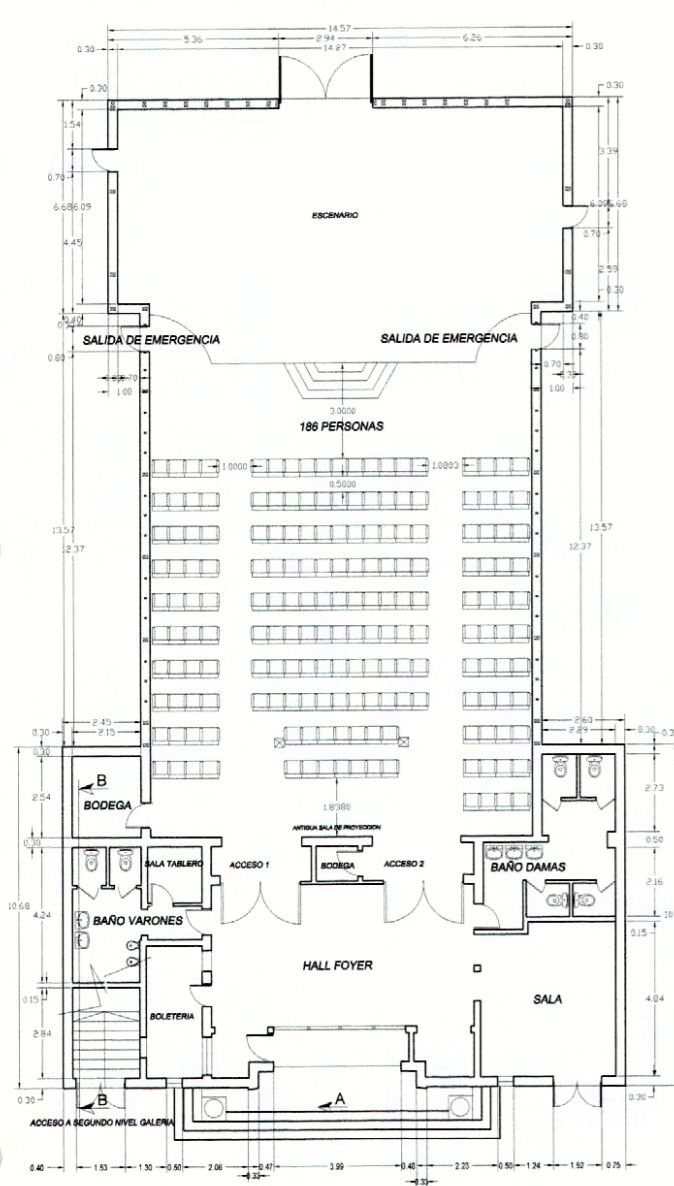 14.57
5.36 2.94 6.26
0.30 14.27 0.30
0.30 0.30
1.54 3.39
0.70
6.68 6.09 6.68
0.70
4.45 2.59
ESCENARIO
0.30
0.40 0.40
SALIDA DE EMERGENCIA SALIDA DE EMERGENCIA
0.80 0.80
0.70
1.00 1.00
3.0000
186 PERSONAS
1.0000 1.0803
0.5000
13.57 13.57
12.37 12.37
2.45 2.60
0.30 2.15 2.29 0.30
0.30
2.54 B 2.73
BODEGA
1.8380
ANTIGUA SALA DE PROYECCION
0.30 0.50
SALA TABLERO ACCESO 1 BODEGA ACCESO 2 BAÑO DAMAS
2.16
10.68 4.24
BAÑO VARONES
0.15
HALL FOYER
0.15 SALA 4.84
BOLETERIA
2.84
0.30 0.30
B A
ACCESO A SEGUNDO NIVEL GALERIA
0.40 1.53 1.30 0.50 2.06 0.47 3.99 0.48 2.23 0.50 1.24 1.52 0.75
0.33 0.33